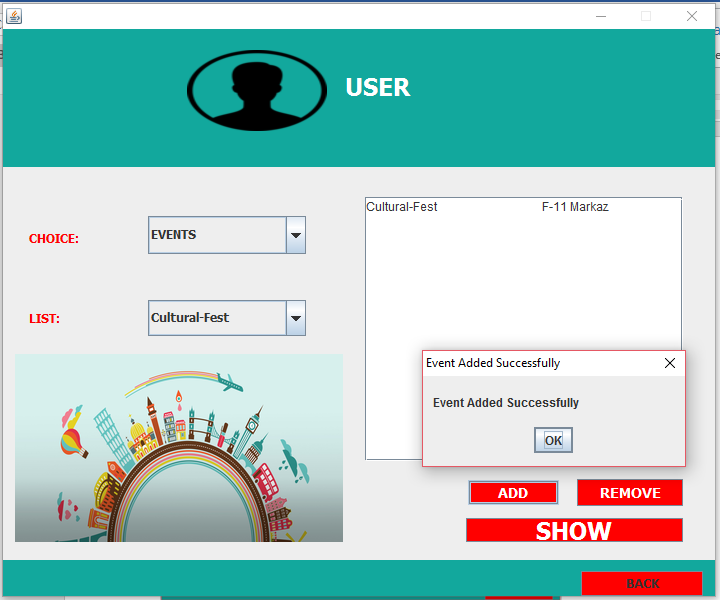 USER
CHOICE:
EVENTS
LIST:
Cultural-Fest
Cultural-Fest F-11 Markaz
Event Added Successfully
Event Added Successfully
OK
ADD
REMOVE
SHOW
BACK